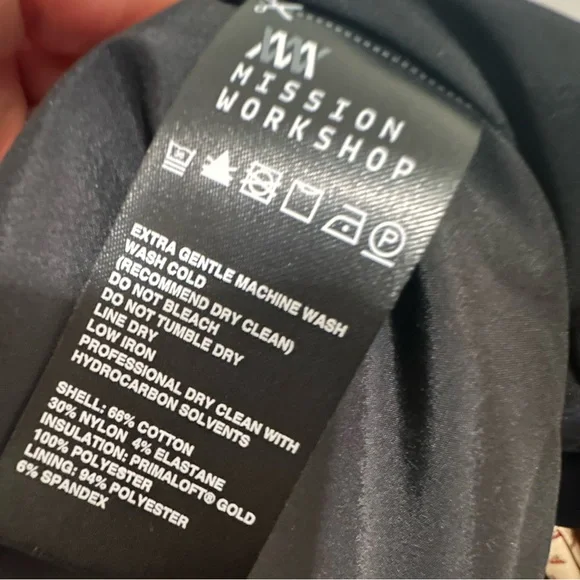 MISSION
WORKSHOP
P
EXTRA GENTLE MACHINE WASH
WASH COLD
(RECOMMEND DRY CLEAN)
DO NOT BLEACH
DO NOT TUMBLE DRY
LINE DRY
LOW IRON
PROFESSIONAL DRY CLEAN WITH
HYDROCARBON SOLVENTS
SHELL: 66% COTTON
30% NYLON 4% ELASTANE
INSULATION: PRIMALOFT® GOLD
100% POLYESTER
LINING: 94% POLYESTER
6% SPANDEX